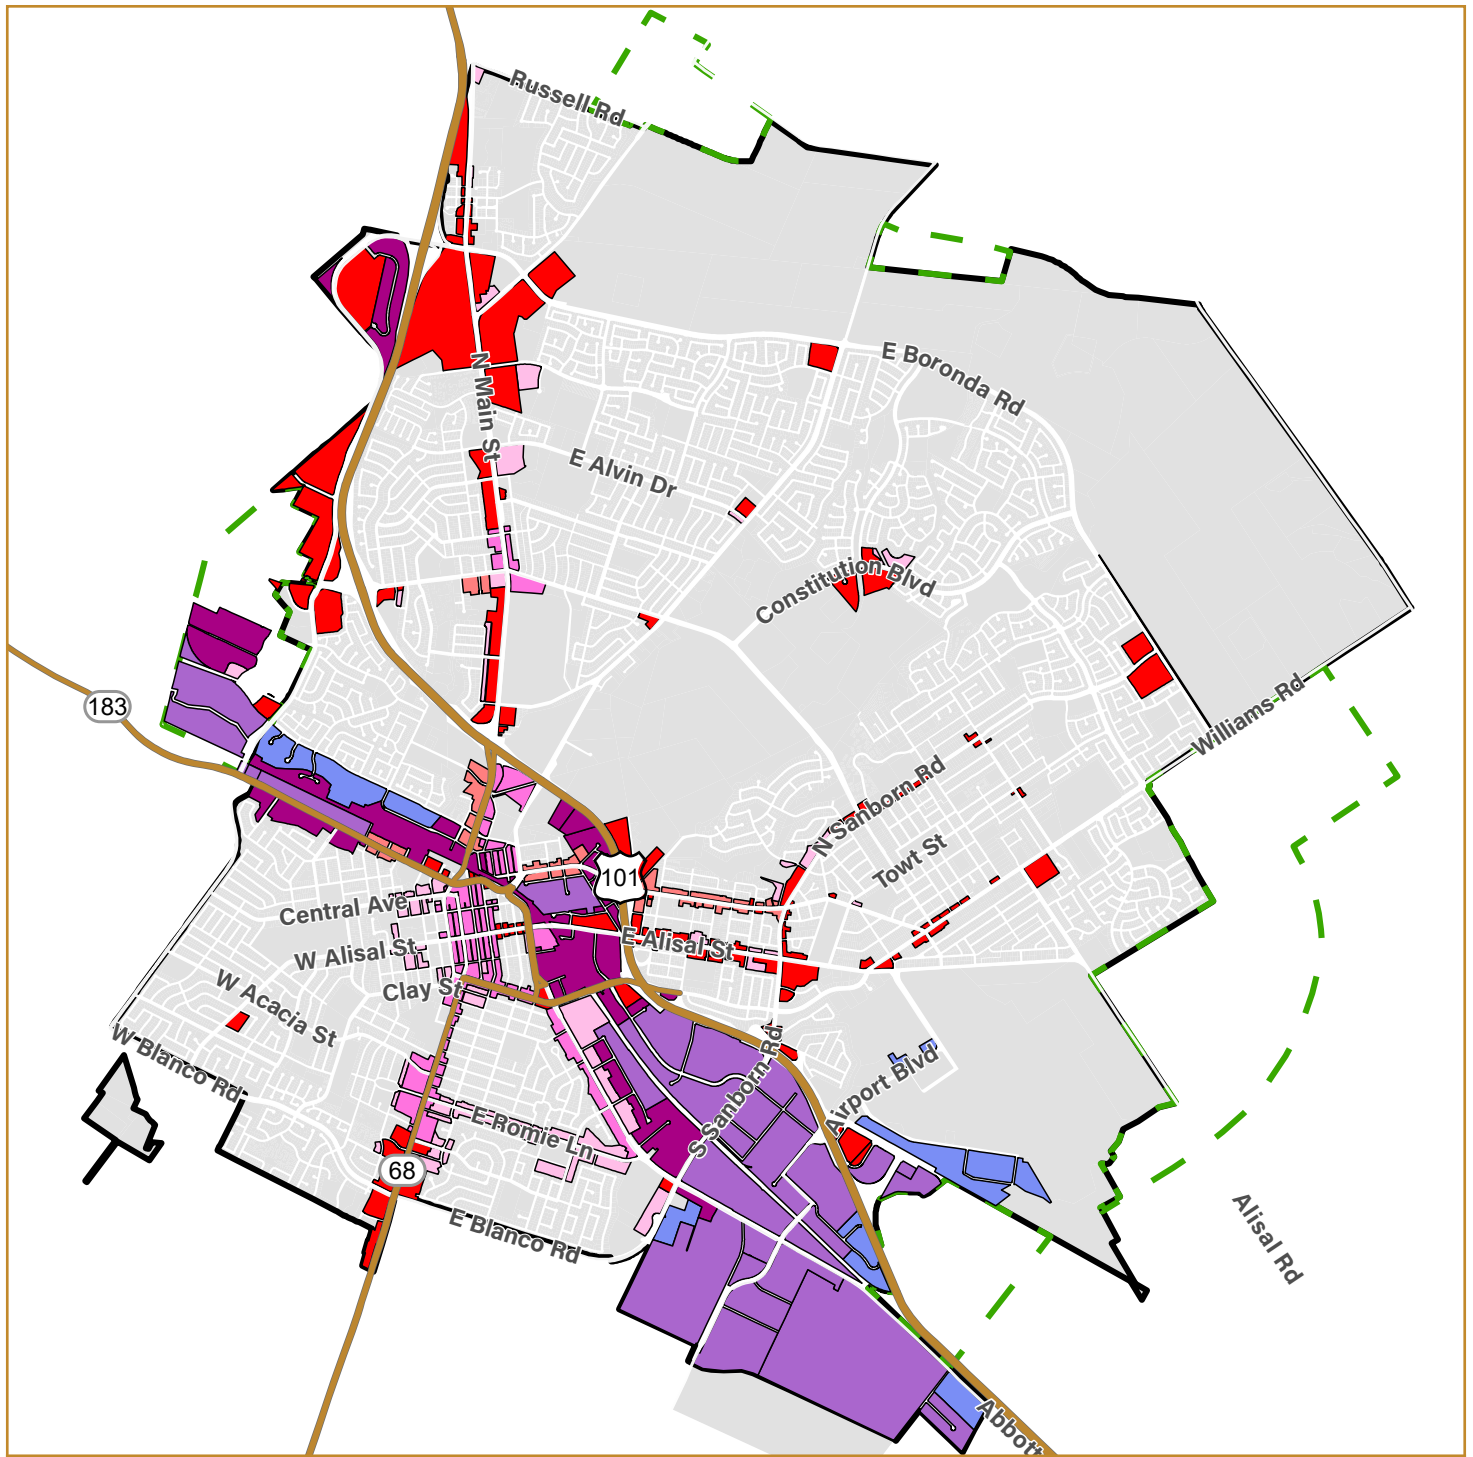 Russell Rd
N Main St
E Boronda Rd
E Alvin Dr
Constitution Blvd
183
Williams Rd
N Sanborn Rd
Towt St
101
Central Ave
W Alisal St
E Alisal St
Clay St
W Acacia St
W Blanco Rd
S Sanborn Rd
Airport Blvd
E Romie Ln
68
E Blanco Rd
Alisal Rd
Abbott